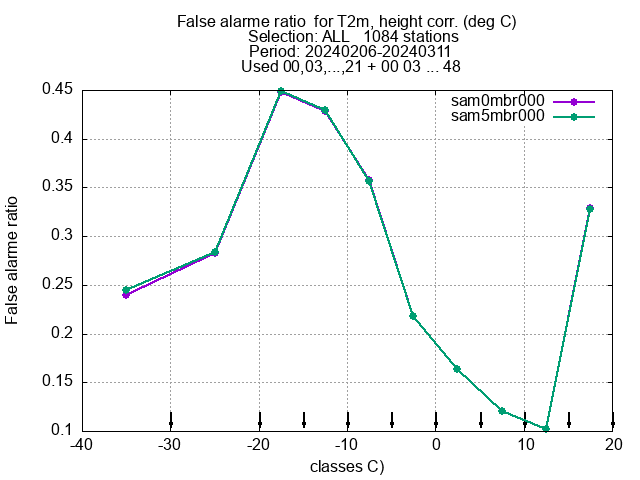 False alarme ratio  for T2m, height corr. (deg C)
Selection: ALL   1084 stations
Period: 20240206-20240311
Used 00,03,...,21 + 00 03 ... 48
sam0mbr000
sam5mbr000
0.45
0.4
0.35
0.3
0.25
0.2
0.15
0.1
False alarme ratio
-40 -30 -20 -10 0 10 20
classes C)